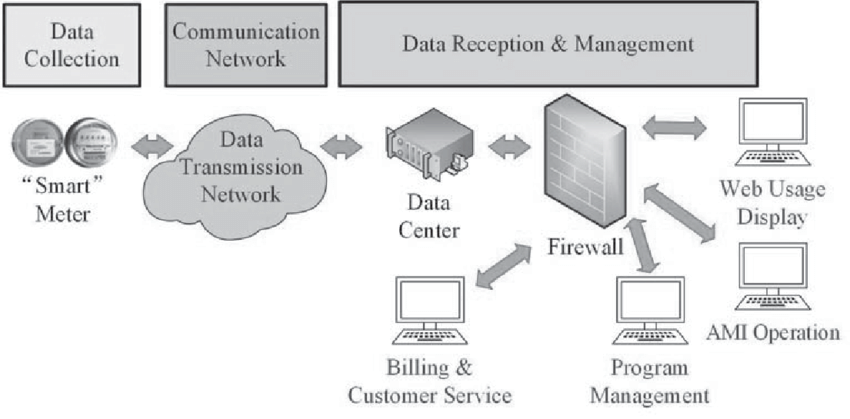 Data
Collection
Communication
Network
Data Reception & Management
“Smart”
Meter
Data
Transmission
Network
Data
Center
Firewall
Web Usage
Display
AMI Operation
Billing &
Customer Service
Program
Management